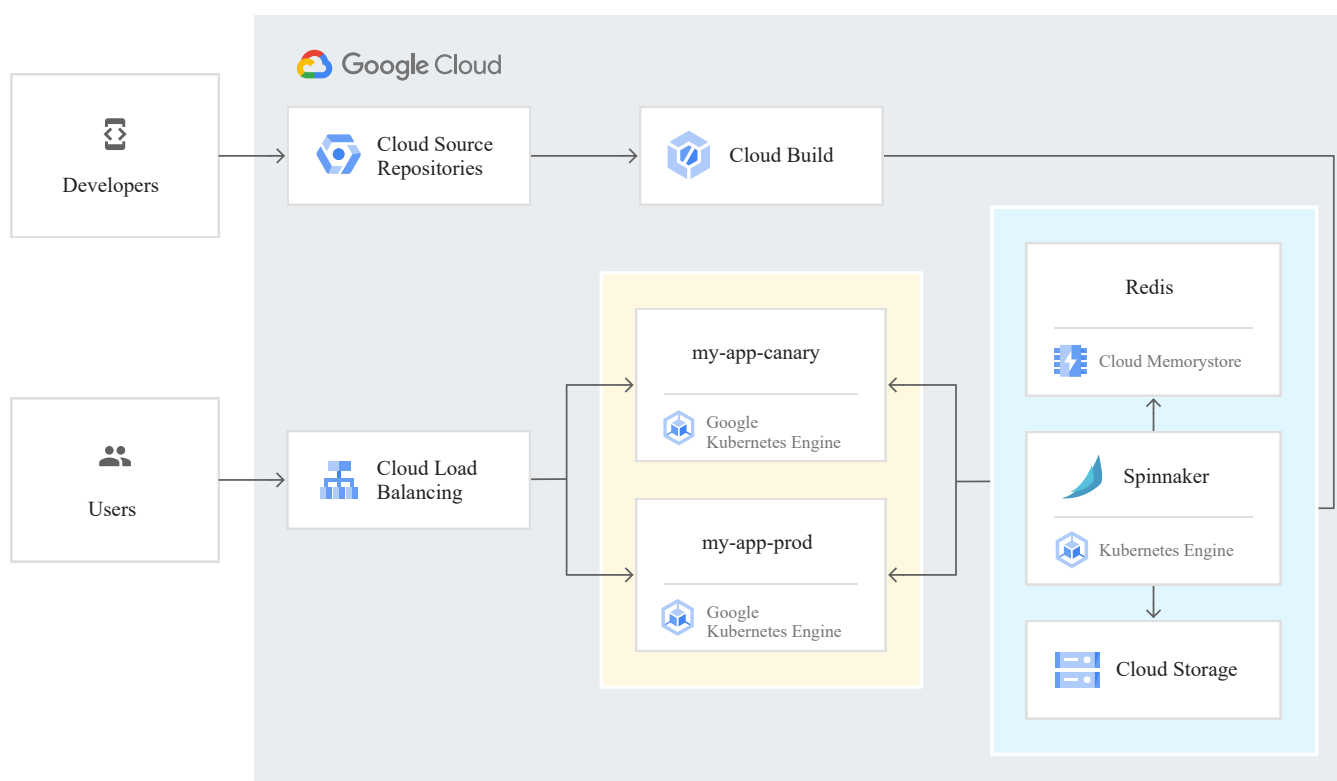 Google Cloud
Developers
Cloud Source
Repositories
Cloud Build
Users
Cloud Load
Balancing
my-app-canary
Google
Kubernetes Engine
my-app-prod
Google
Kubernetes Engine
Redis
Cloud Memorystore
Spinnaker
Kubernetes Engine
Cloud Storage